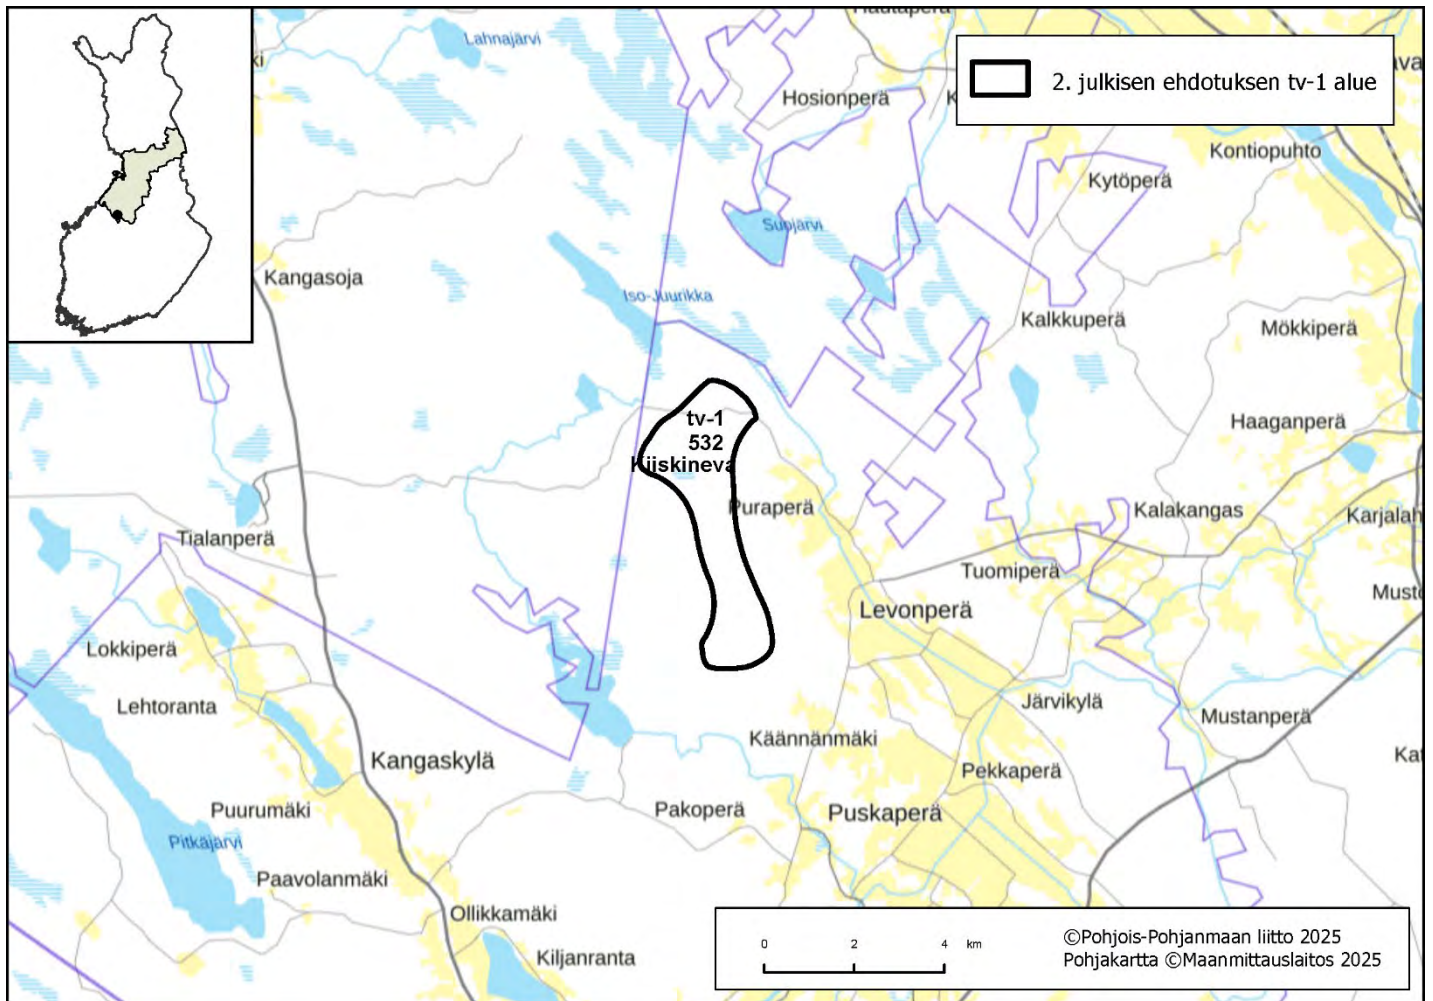 Lahnajärvi
2. julkisen ehdotuksen tv-1 alue
Hosionperä
Kontiopuhto
Kytöperä
Suojärvi
Kangasoja
Iso-Juurikka
Kalkkuperä
Mökkiperä
tv-1
532
Kiiskineva
Haaganperä
Puraperä
Kalakangas
Karjalah
Tialanperä
Tuomiperä
Levonperä
Lokkiperä
Lehtoranta
Järvikylä
Mustanperä
Käännänmäki
Kangaskylä
Pekkaperä
Puurumäki
Pakoperä
Puskaperä
Pitkäjärvi
Paavolanmäki
Ollikkamäki
Kiljanranta
0 2 4 km
©Pohjois-Pohjanmaan liitto 2025
Pohjakartta ©Maanmittauslaitos 2025